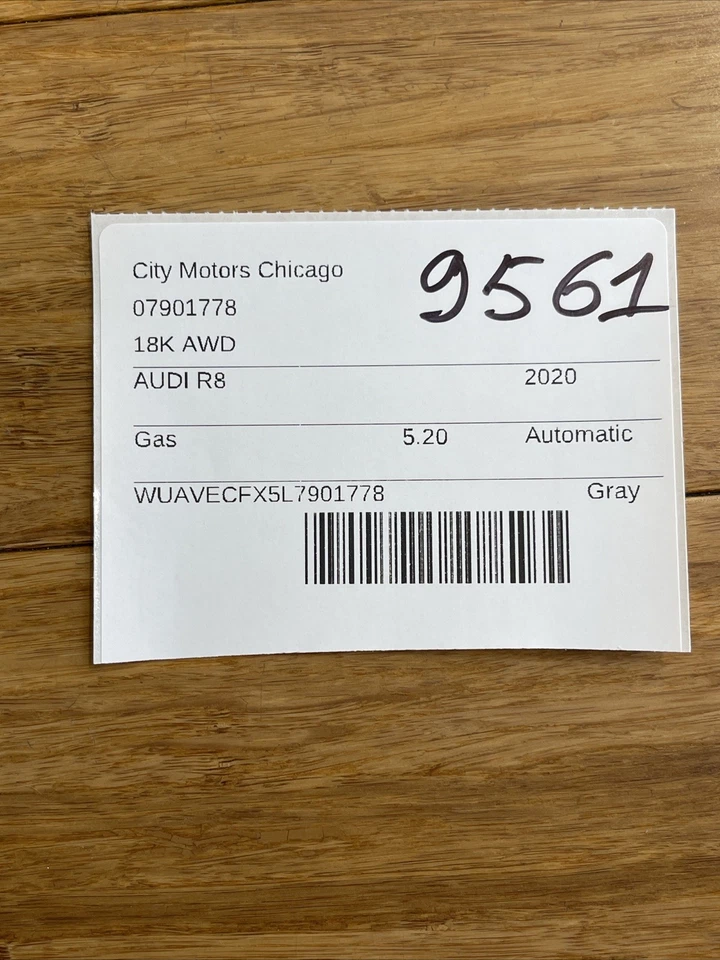 City Motors Chicago 9561
07901778
18K AWD
AUDI R8 2020
Gas 5.20 Automatic
WUAVECFX5L7901778 Gray